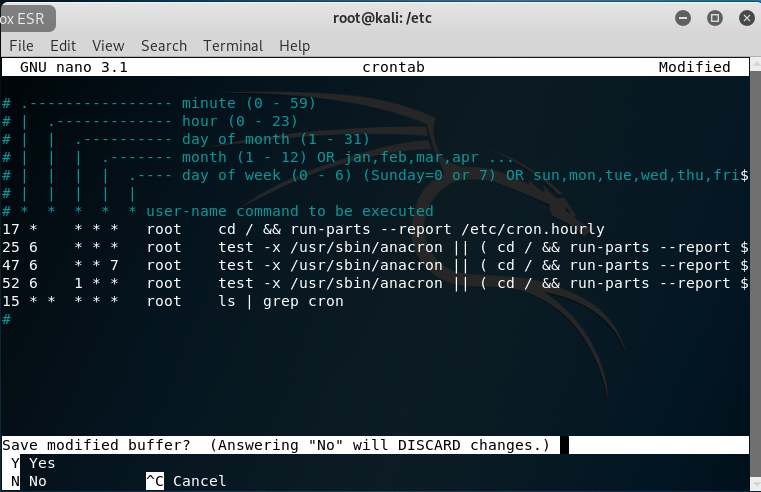 ox ESR
root@kali: /etc
File Edit View Search Terminal Help
GNU nano 3.1 crontab Modified
# .---------------- minute (0 - 59)
# |  .------------- hour (0 - 23)
# |  |  .---------- day of month (1 - 31)
# |  |  |  .------- month (1 - 12) OR jan,feb,mar,apr ...
# |  |  |  |  .---- day of week (0 - 6) (Sunday=0 or 7) OR sun,mon,tue,wed,thu,fri$
# |  |  |  |  |
# *  *  *  *  * user-name command to be executed
17 *    * * *   root    cd / && run-parts --report /etc/cron.hourly
25 6    * * *   root    test -x /usr/sbin/anacron || ( cd / && run-parts --report $
47 6    * * 7   root    test -x /usr/sbin/anacron || ( cd / && run-parts --report $
52 6    1 * *   root    test -x /usr/sbin/anacron || ( cd / && run-parts --report $
15 * *  * * *   root    ls | grep cron
#
Save modified buffer?  (Answering "No" will DISCARD changes.)
Y Yes
N No ^C Cancel